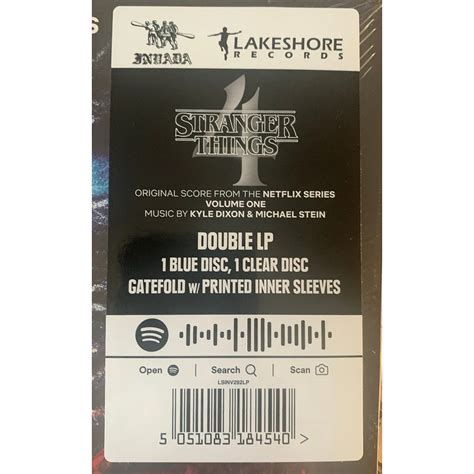 S
INVADA
LAKESHORE
RECORDS
4
STRANGER
THINGS
ORIGINAL SCORE FROM THE NETFLIX SERIES
VOLUME ONE
MUSIC BY KYLE DIXON & MICHAEL STEIN
DOUBLE LP
1 BLUE DISC, 1 CLEAR DISC
GATEFOLD W/ PRINTED INNER SLEEVES
Open | Search | Scan
LSINV282LP
5 051083 184540 >